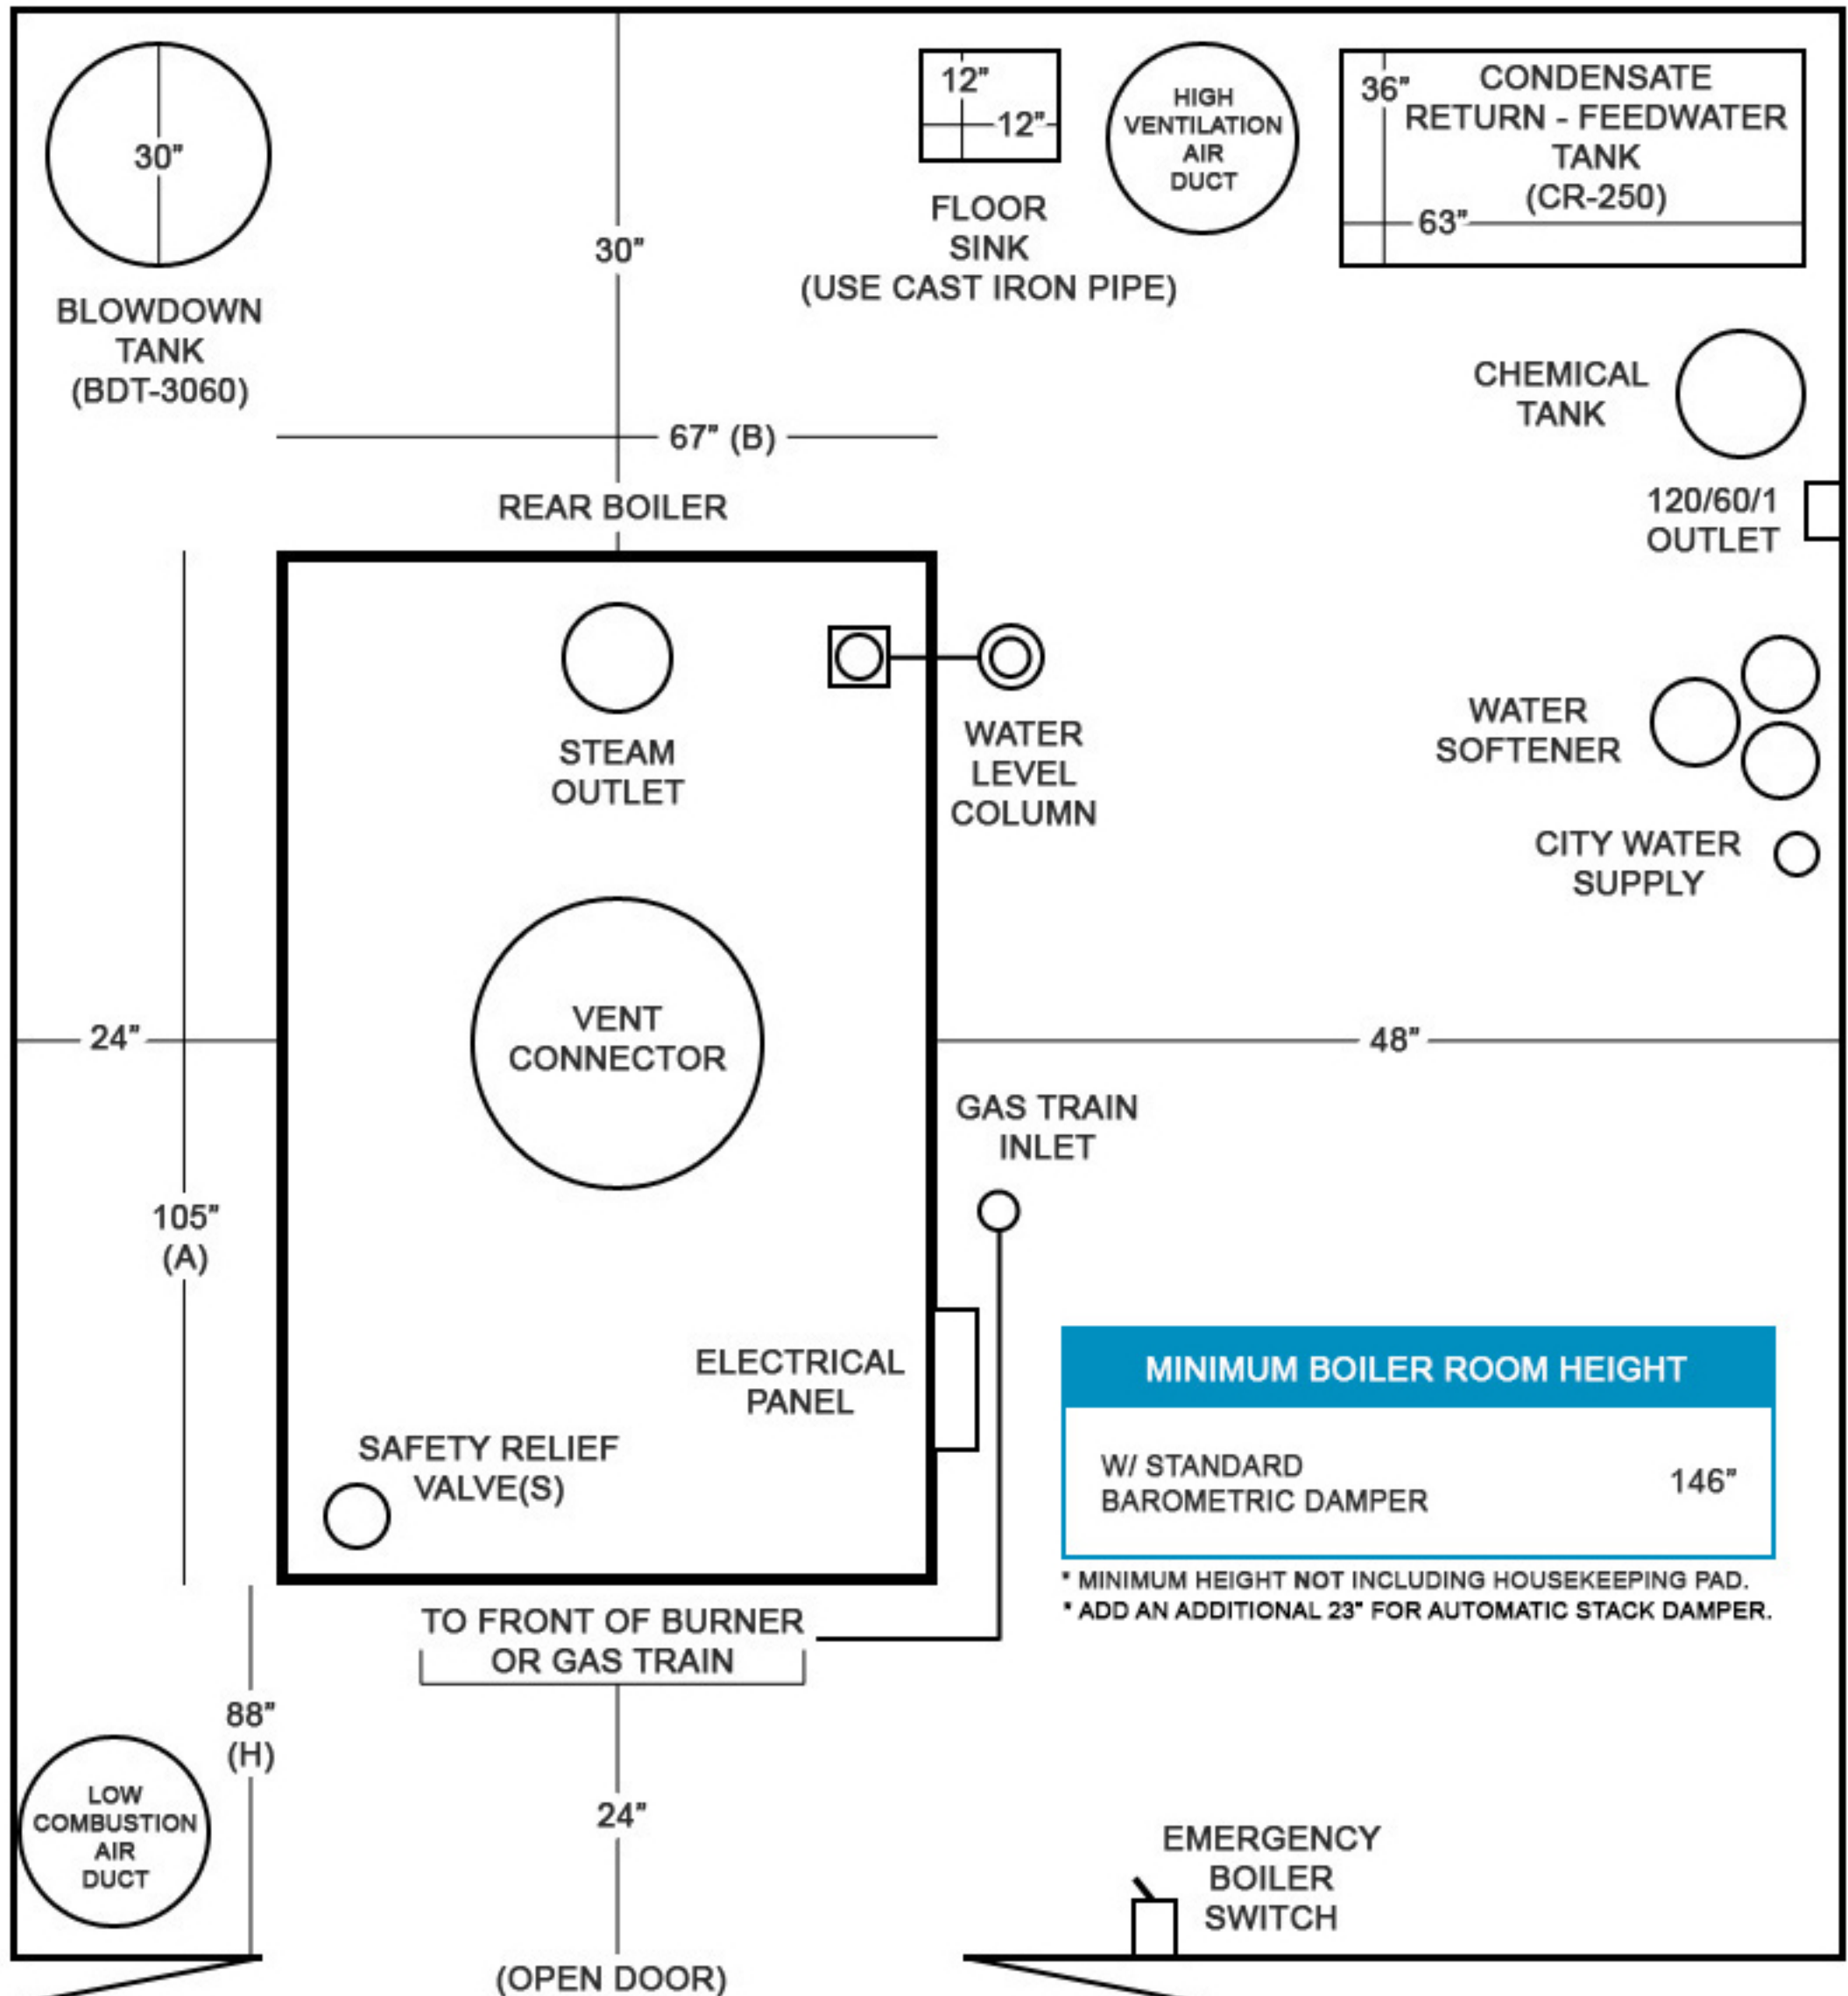 30”
BLOWDOWN
TANK
(BDT-3060)
30”
12”
12”
FLOOR
SINK
(USE CAST IRON PIPE)
HIGH
VENTILATION
AIR
DUCT
36”
CONDENSATE
RETURN - FEEDWATER
TANK
(CR-250)
63”
CHEMICAL
TANK
120/60/1
OUTLET
67” (B)
REAR BOILER
STEAM
OUTLET
WATER
LEVEL
COLUMN
WATER
SOFTENER
CITY WATER
SUPPLY
24”
VENT
CONNECTOR
48”
GAS TRAIN
INLET
105”
(A)
ELECTRICAL
PANEL
SAFETY RELIEF
VALVE(S)
MINIMUM BOILER ROOM HEIGHT
W/ STANDARD
BAROMETRIC DAMPER
146”
* MINIMUM HEIGHT NOT INCLUDING HOUSEKEEPING PAD.
* ADD AN ADDITIONAL 23" FOR AUTOMATIC STACK DAMPER.
TO FRONT OF BURNER
OR GAS TRAIN
88”
(H)
LOW
COMBUSTION
AIR
DUCT
24”
EMERGENCY
BOILER
SWITCH
(OPEN DOOR)